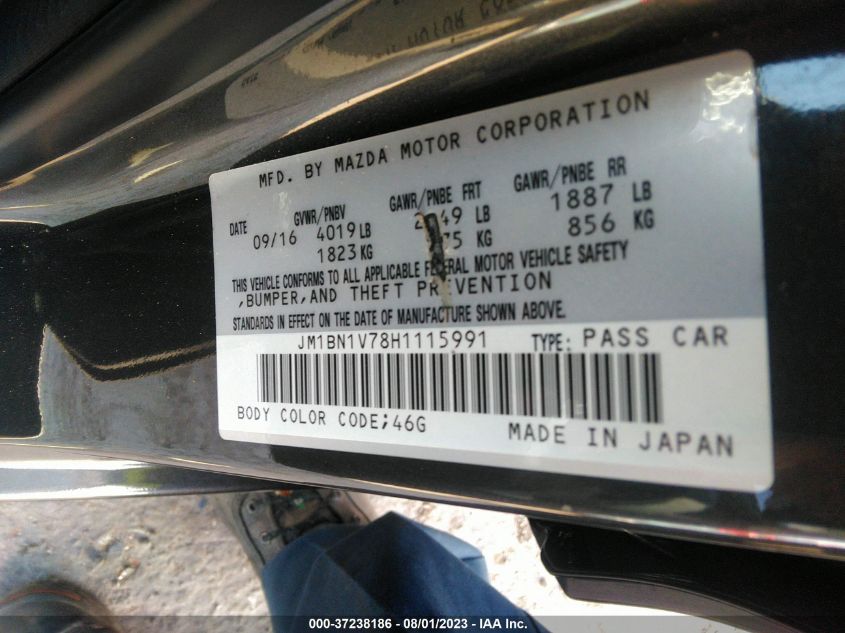 MFD. BY MAZDA MOTOR CORPORATION
DATE GVWR/PNBV GAWR/PNBE FRT GAWR/PNBE RR
09/16 4019 LB LB 1887 LB
1823 KG KG 856 KG
THIS VEHICLE CONFORMS TO ALL APPLICABLE FEDERAL MOTOR VEHICLE SAFETY
,BUMPER,AND THEFT PREVENTION
STANDARDS IN EFFECT ON THE DATE OF MANUFACTURE SHOWN ABOVE.
JM1BN1V78H1115991 TYPE: PASS CAR
BODY COLOR CODE;46G
MADE IN JAPAN
000-37238186 - 08/01/2023 - IAA Inc.